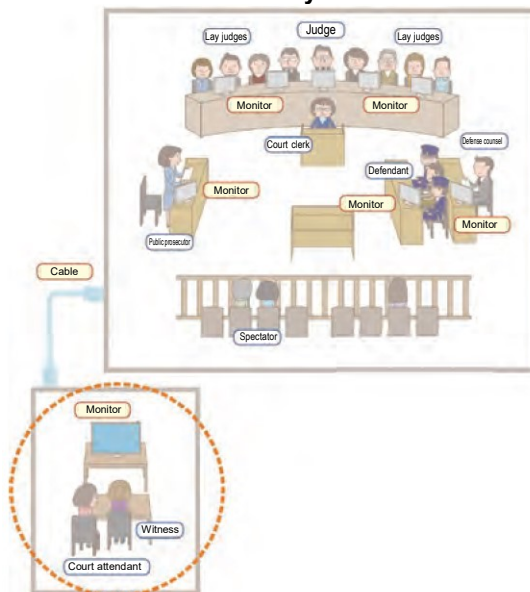 Judge
Lay judges
Lay judges
Monitor
Monitor
Court clerk
Defense counsel
Defendant
Monitor
Monitor
Monitor
Public prosecutor
Cable
Spectator
Monitor
Witness
Court attendant